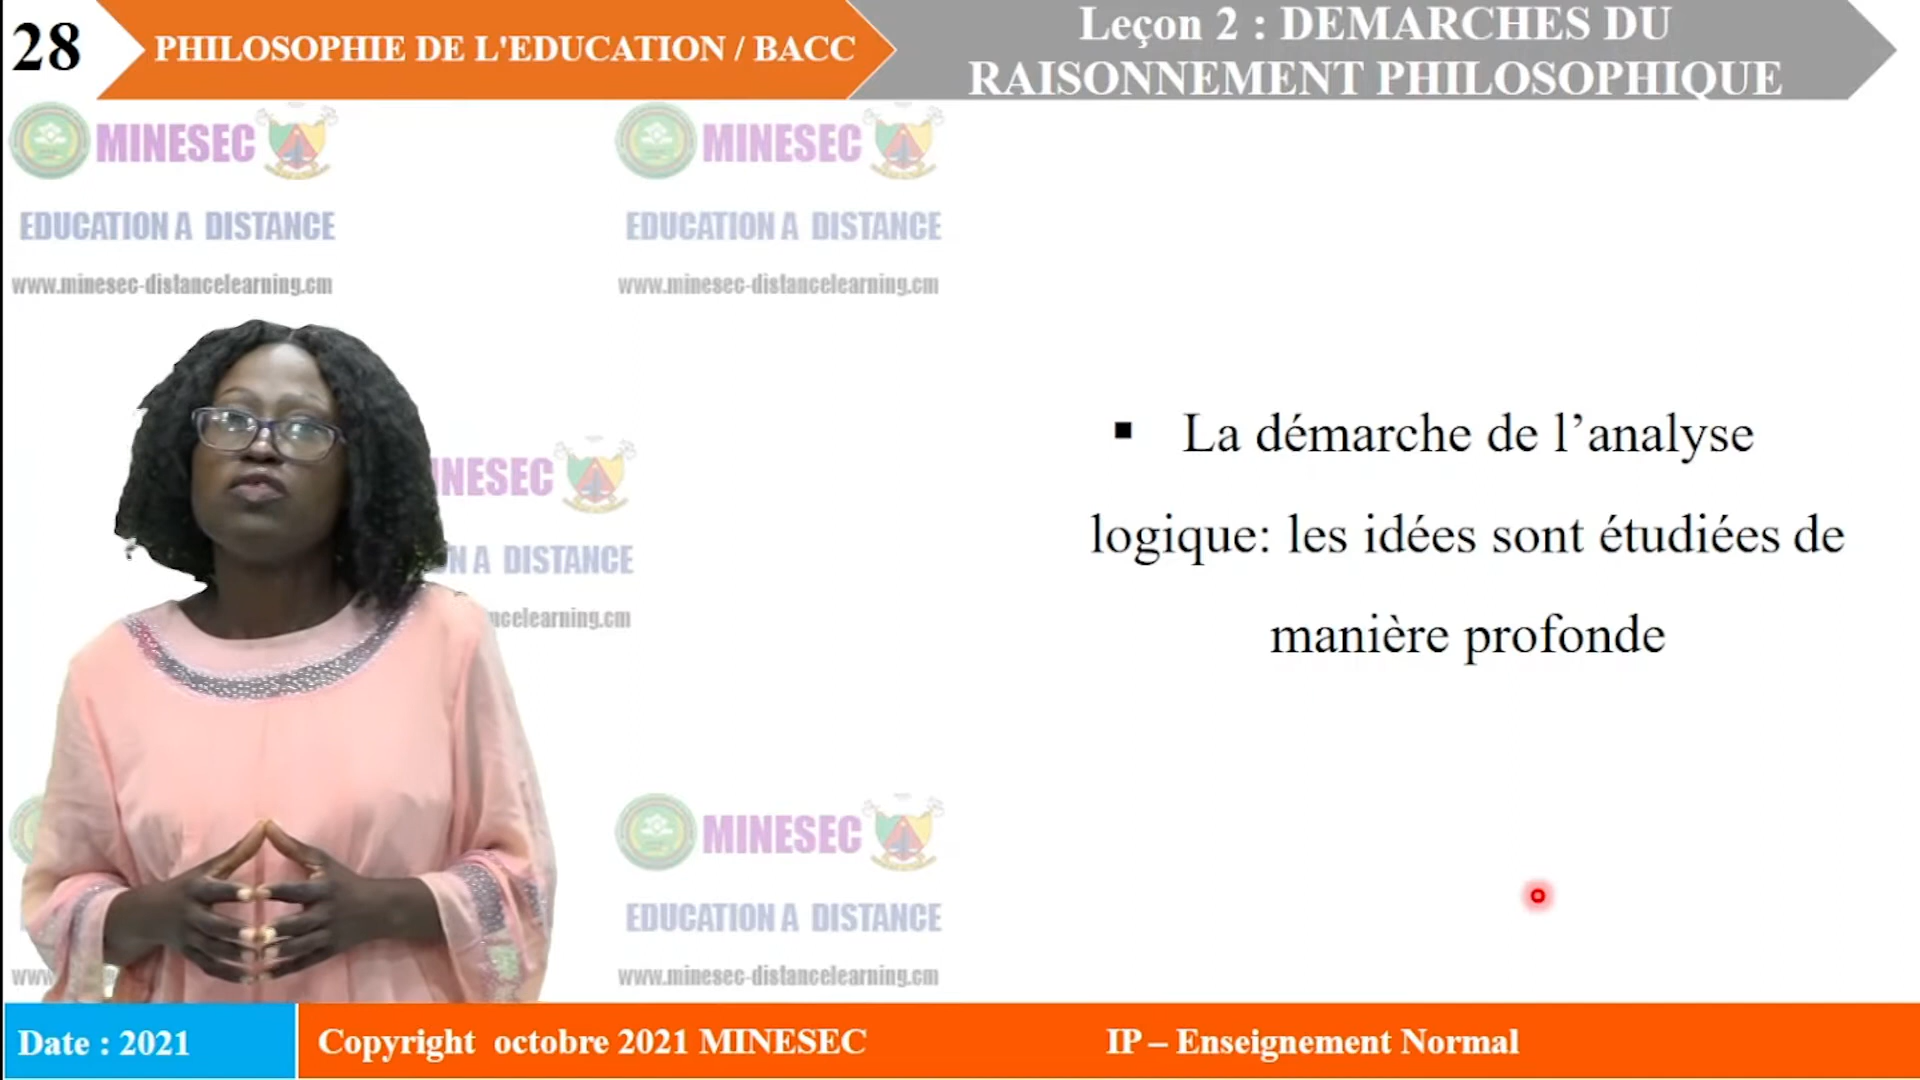 28
PHILOSOPHIE DE L'EDUCATION / BACC
Leçon 2 : DEMARCHES DU
RAISONNEMENT PHILOSOPHIQUE
MINESEC
MINESEC
EDUCATION A DISTANCE
EDUCATION A DISTANCE
www.minesec-distancelearning.cm
www.minesec-distancelearning.cm
▪ La démarche de l’analyse
logique: les idées sont étudiées de
manière profonde
NESEC
N A DISTANCE
ncelearning.cm
MINESEC
EDUCATION A DISTANCE
www
www.minesec-distancelearning.cm
Date : 2021
Copyright octobre 2021 MINESEC
IP – Enseignement Normal